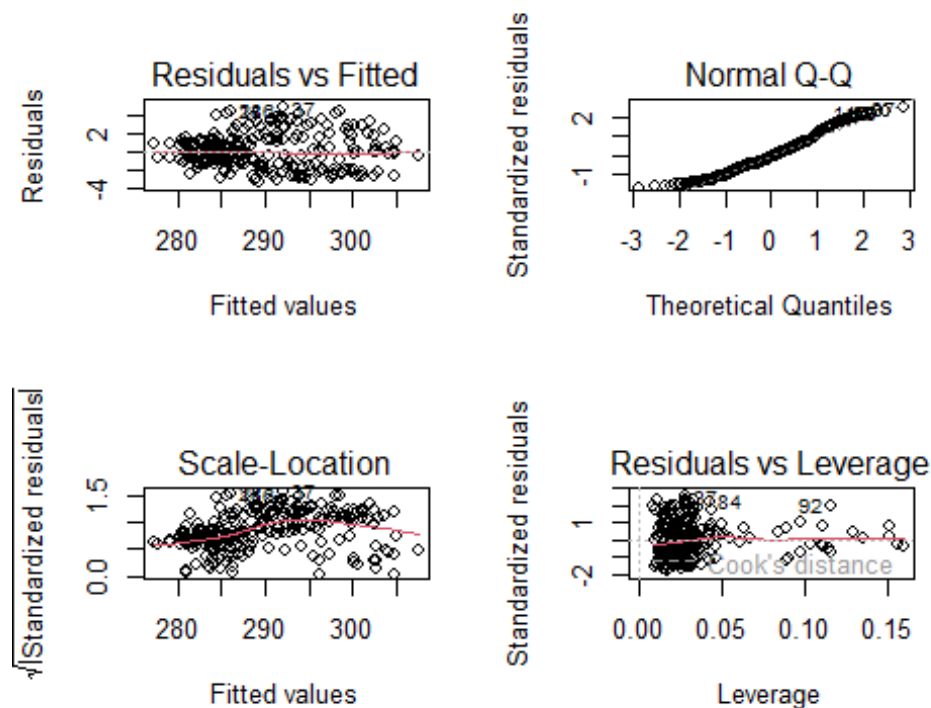 Residuals vs Fitted
Residuals
2
-4
37
280 290 300
Fitted values
Normal Q-Q
Standardized residuals
2
-1
-3 -2 -1 0 1 2 3
Theoretical Quantiles
Scale-Location
√|Standardized residuals|
1.5
0.0
37
280 290 300
Fitted values
Residuals vs Leverage
Standardized residuals
1
-2
37
84
92
Cook's distance
0.00 0.05 0.10 0.15
Leverage